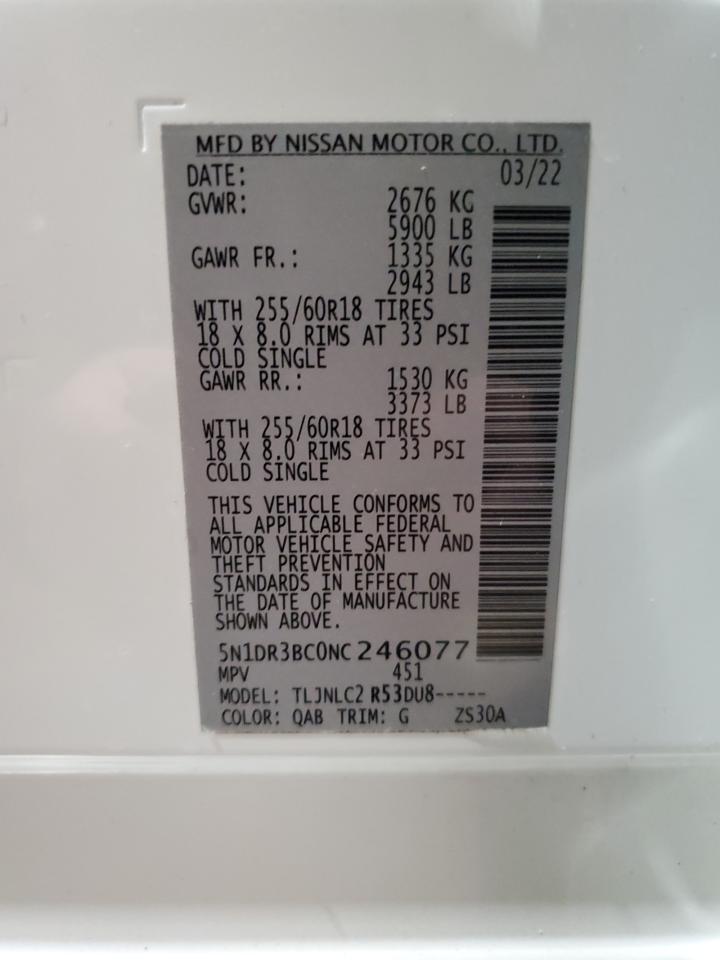 MFD BY NISSAN MOTOR CO., LTD.
DATE: 03/22
GVWR: 2676 KG
5900 LB
GAWR FR.: 1335 KG
2943 LB
WITH 255/60R18 TIRES
18 X 8.0 RIMS AT 33 PSI
COLD SINGLE
GAWR RR.: 1530 KG
3373 LB
WITH 255/60R18 TIRES
18 X 8.0 RIMS AT 33 PSI
COLD SINGLE
THIS VEHICLE CONFORMS TO
ALL APPLICABLE FEDERAL
MOTOR VEHICLE SAFETY AND
THEFT PREVENTION
STANDARDS IN EFFECT ON
THE DATE OF MANUFACTURE
SHOWN ABOVE.
5N1DR3BC0NC246077
MPV 451
MODEL: TLJNLC2 R53DU8-----
COLOR: QAB TRIM: G ZS30A